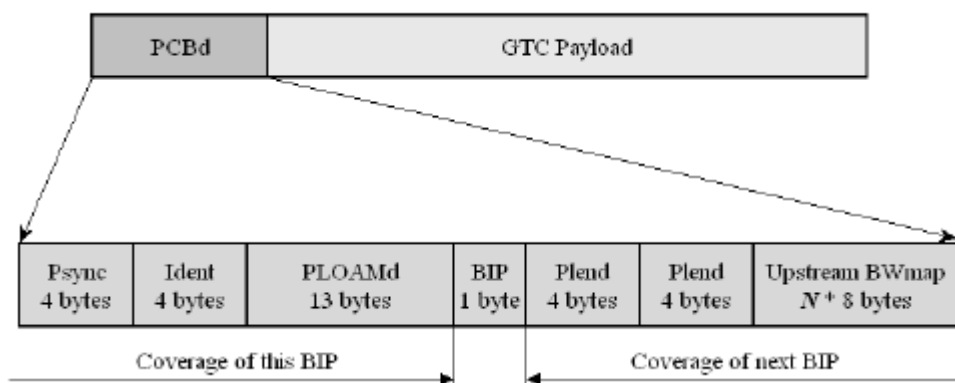 PCBd
GTC Payload
Psync
4 bytes
Ident
4 bytes
PLOAMd
13 bytes
BIP
1 byte
Plend
4 bytes
Plend
4 bytes
Upstream BWmap
N * 8 bytes
Coverage of this BIP
Coverage of next BIP